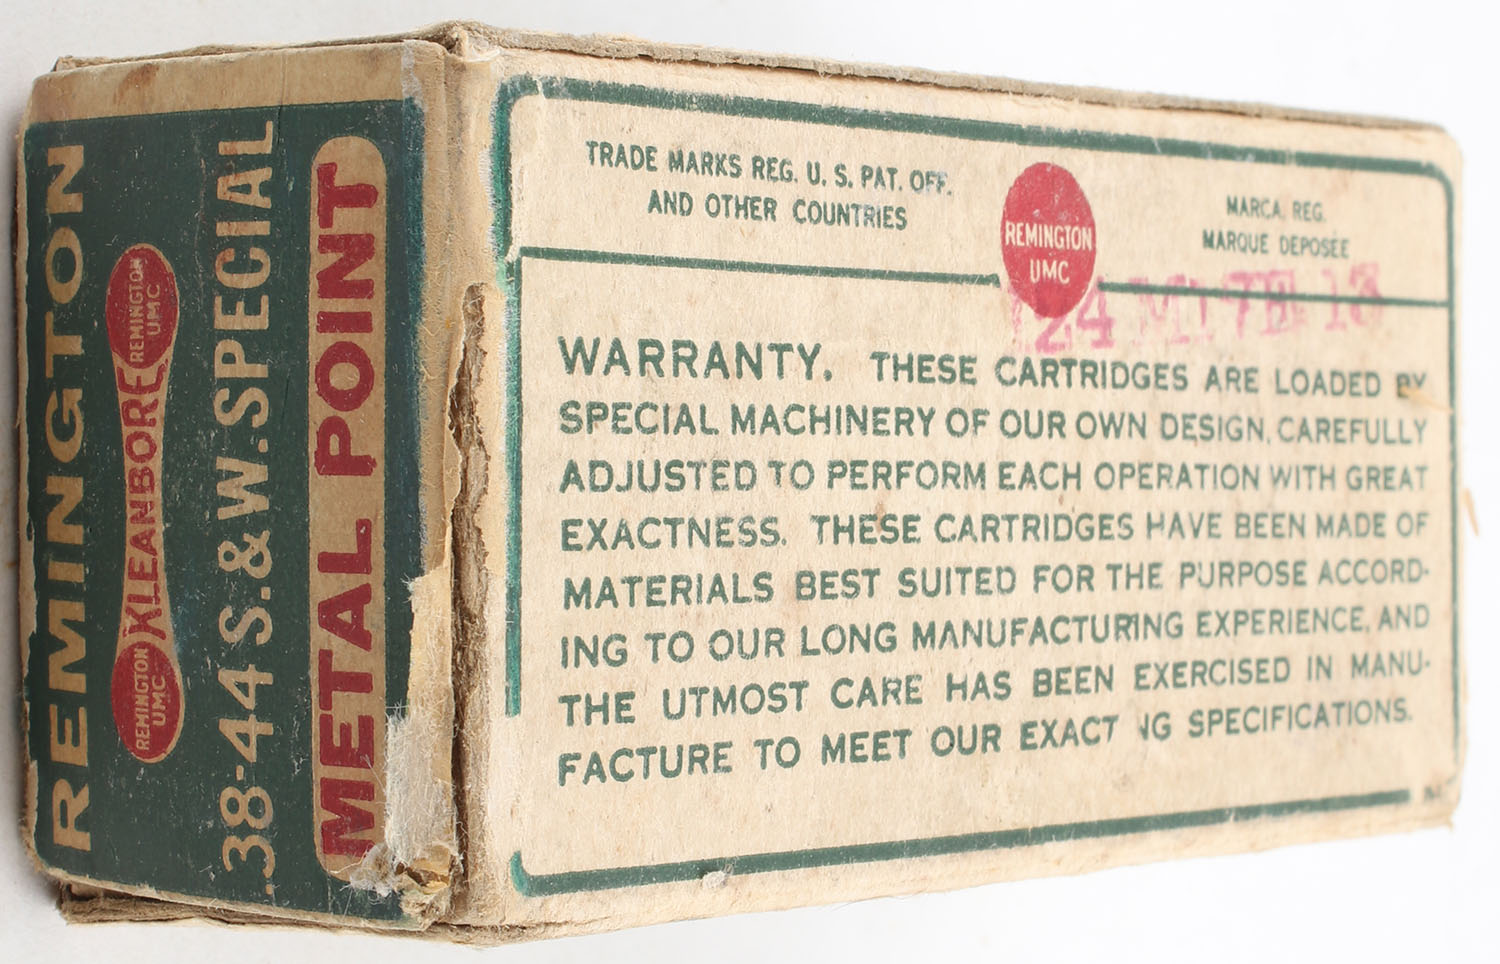 REMINGTON
REMINGTON
UMC
KLEANBORE
REMINGTON
UMC
.38-44 S.&W. SPECIAL
METAL POINT
TRADE MARKS REG. U. S. PAT. OFF.
AND OTHER COUNTRIES
REMINGTON
UMC
MARCA REG.
MARQUE DEPOSÉE
WARRANTY. THESE CARTRIDGES ARE LOADED BY
SPECIAL MACHINERY OF OUR OWN DESIGN, CAREFULLY
ADJUSTED TO PERFORM EACH OPERATION WITH GREAT
EXACTNESS. THESE CARTRIDGES HAVE BEEN MADE OF
MATERIALS BEST SUITED FOR THE PURPOSE ACCORD-
ING TO OUR LONG MANUFACTURING EXPERIENCE, AND
THE UTMOST CARE HAS BEEN EXERCISED IN MANU-
FACTURE TO MEET OUR EXACTING SPECIFICATIONS.